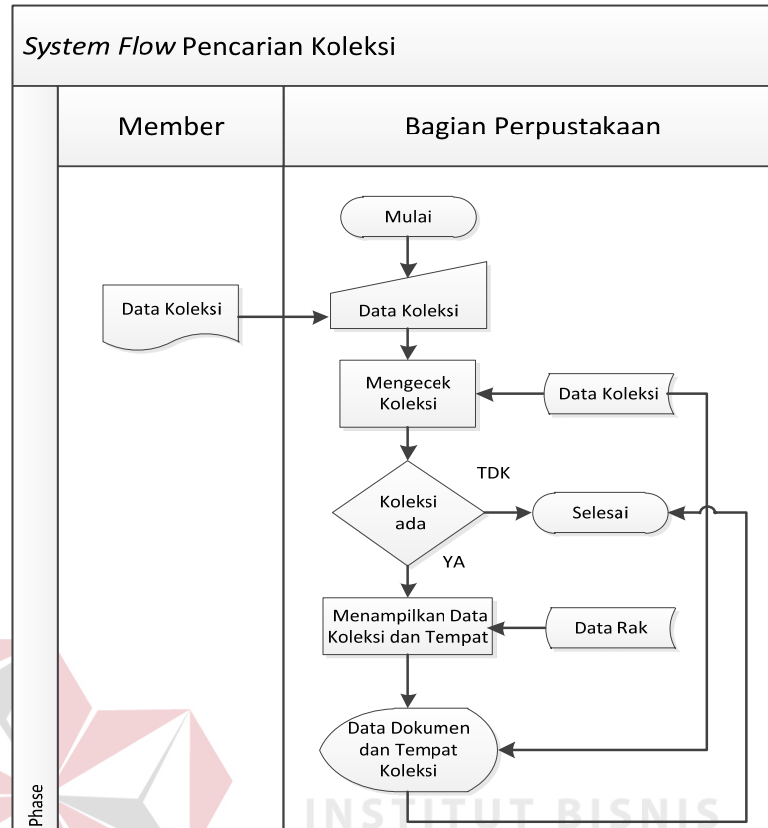 System Flow Pencarian Koleksi
Member
Bagian Perpustakaan
Mulai
Data Koleksi
Data Koleksi
Mengecek
Koleksi
Data Koleksi
TDK
Koleksi
ada
Selesai
YA
Menampilkan Data
Koleksi dan Tempat
Data Rak
Data Dokumen
dan Tempat
Koleksi
Phase
INSTITUT BISNIS